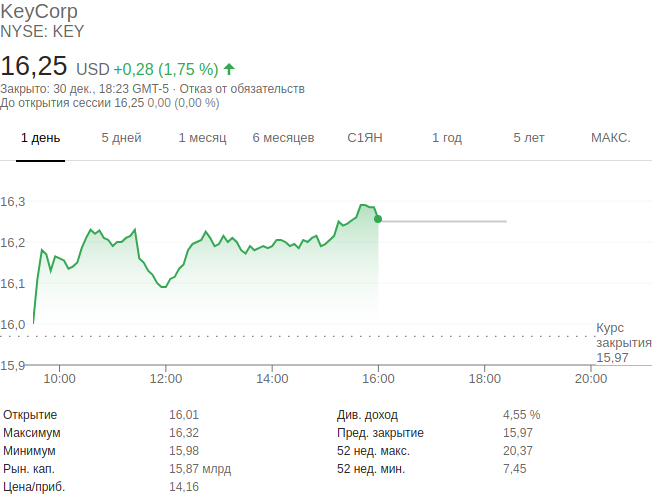 KeyCorp
NYSE: KEY
16,25 USD +0,28 (1,75 %)
Закрыто: 30 дек., 18:23 GMT-5 · Отказ от обязательств
До открытия сессии 16,25 0,00 (0,00 %)
1 день 5 дней 1 месяц 6 месяцев С1ЯН 1 год 5 лет МАКС.
16,3
16,2
16,1
16,0
Курс
закрытия
15,97
15,9
10:00 12:00 14:00 16:00 18:00 20:00
Открытие 16,01 Див. доход 4,55 %
Максимум 16,32 Пред. закрытие 15,97
Минимум 15,98 52 нед. макс. 20,37
Рын. кап. 15,87 млрд 52 нед. мин. 7,45
Цена/приб. 14,16